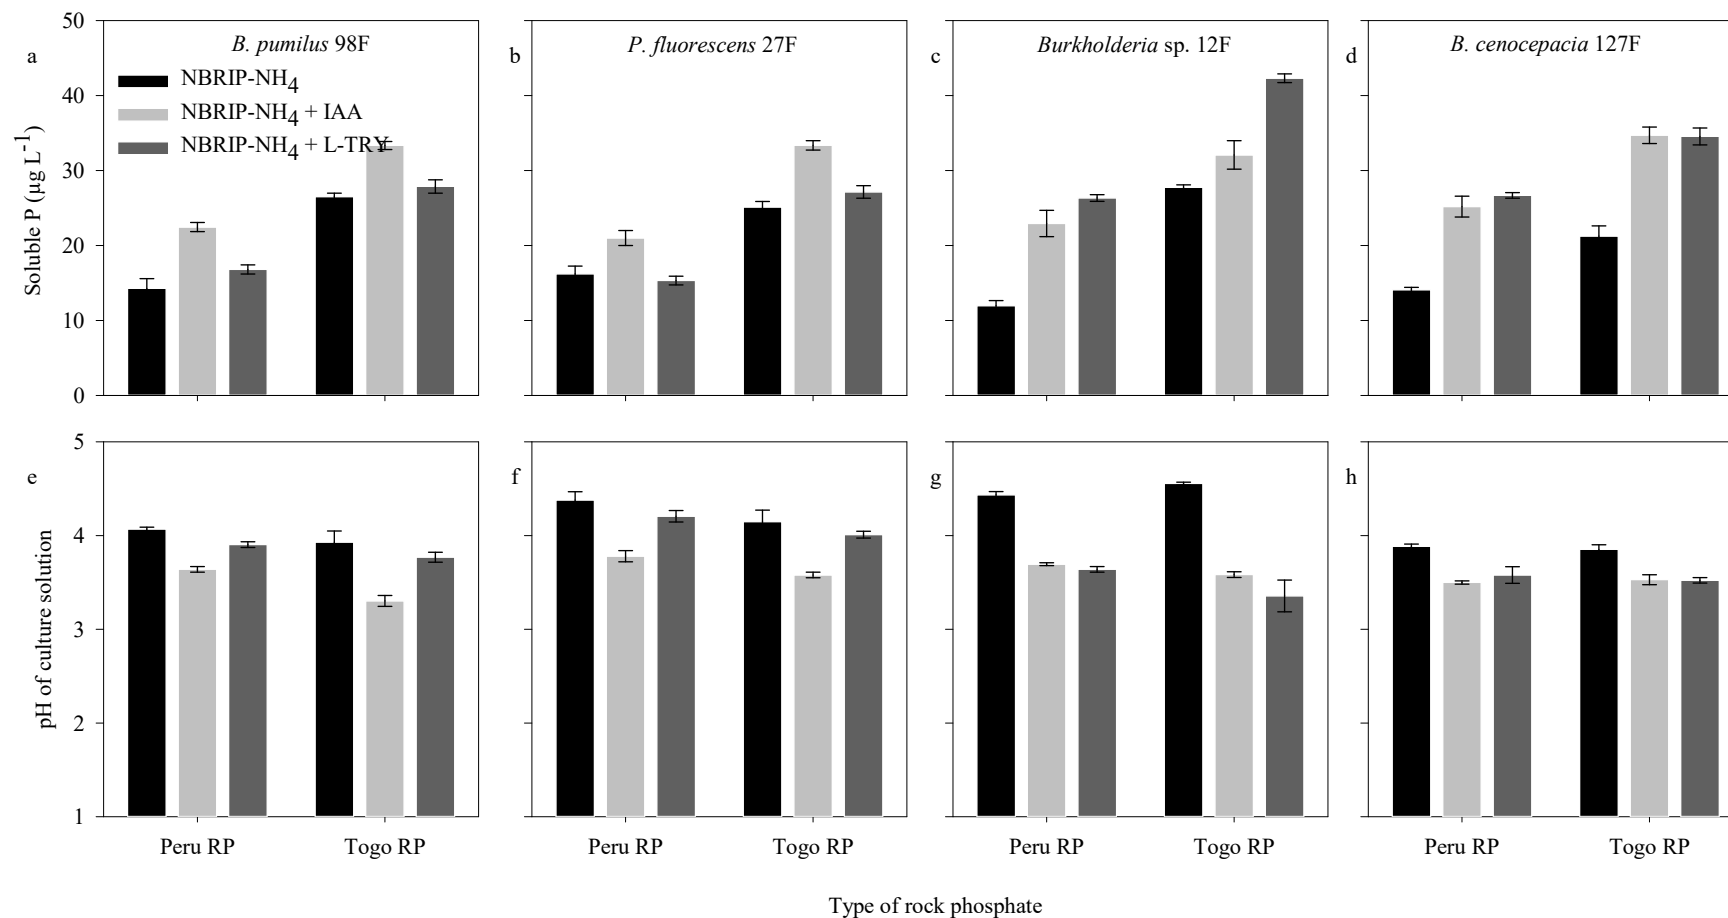 50
40
30
20
10
0
Soluble P (µg L-1)
a
B. pumilus 98F
NBRIP-NH4
NBRIP-NH4 + IAA
NBRIP-NH4 + L-TRY
b
P. fluorescens 27F
c
Burkholderia sp. 12F
d
B. cenocepacia 127F
5
4
3
2
1
pH of culture solution
e
f
g
h
Peru RP
Togo RP
Peru RP
Togo RP
Peru RP
Togo RP
Peru RP
Togo RP
Type of rock phosphate